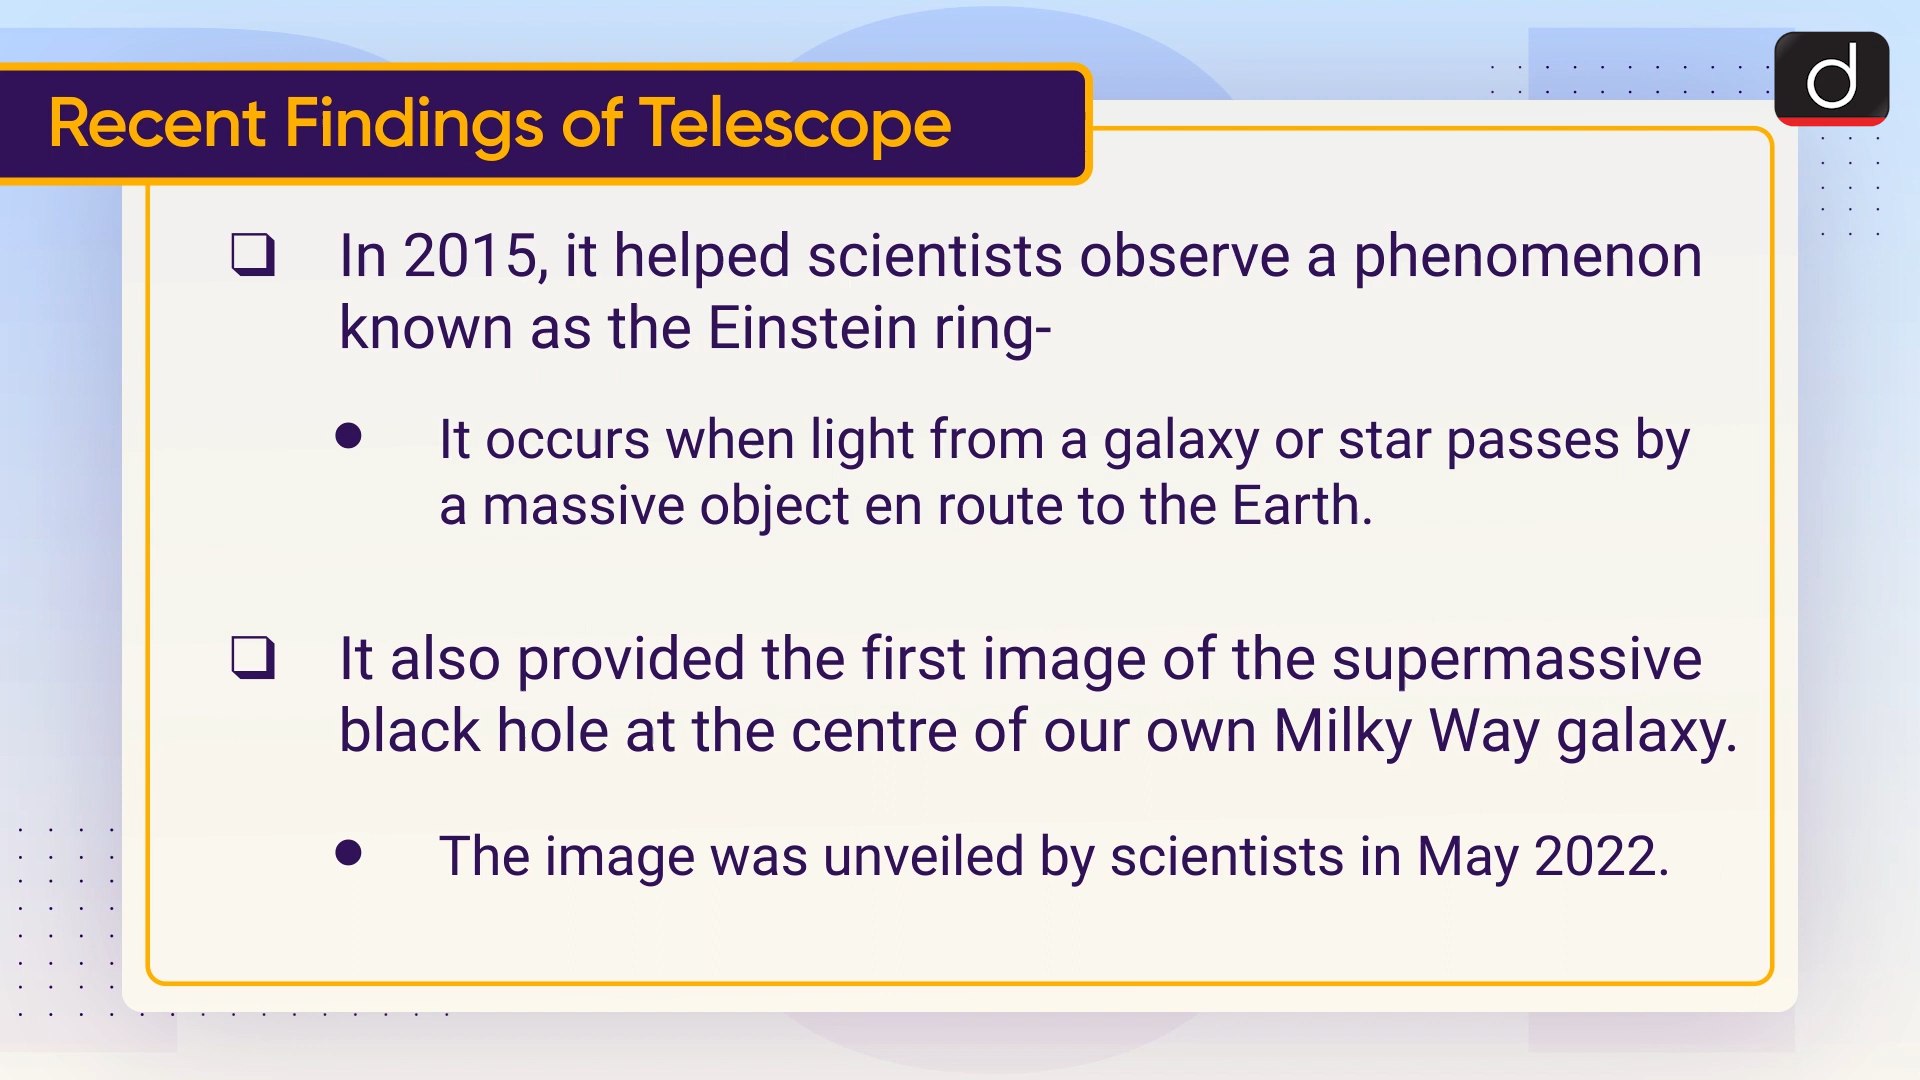 Recent Findings of Telescope
d
❑ In 2015, it helped scientists observe a phenomenon
known as the Einstein ring-
● It occurs when light from a galaxy or star passes by
a massive object en route to the Earth.
❑ It also provided the first image of the supermassive
black hole at the centre of our own Milky Way galaxy.
● The image was unveiled by scientists in May 2022.